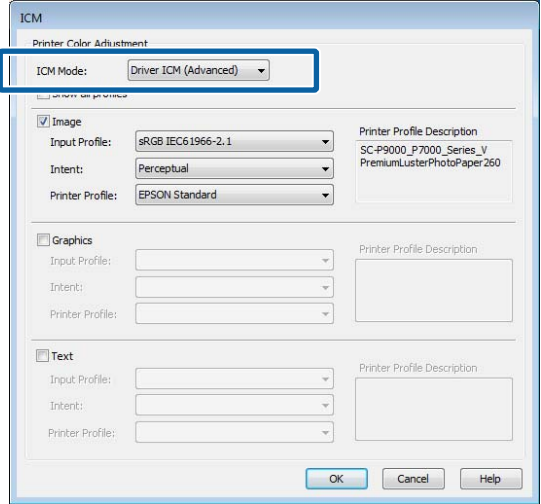 ICM
Printer Color Adjustment
ICM Mode: Driver ICM (Advanced)
Show all profiles
Image
Input Profile: sRGB IEC61966-2.1
Intent: Perceptual
Printer Profile: EPSON Standard
Printer Profile Description
SC-P9000_P7000_Series_V
PremiumLusterPhotoPaper260
Graphics
Input Profile:
Intent:
Printer Profile:
Printer Profile Description
Text
Input Profile:
Intent:
Printer Profile:
Printer Profile Description
OK Cancel Help